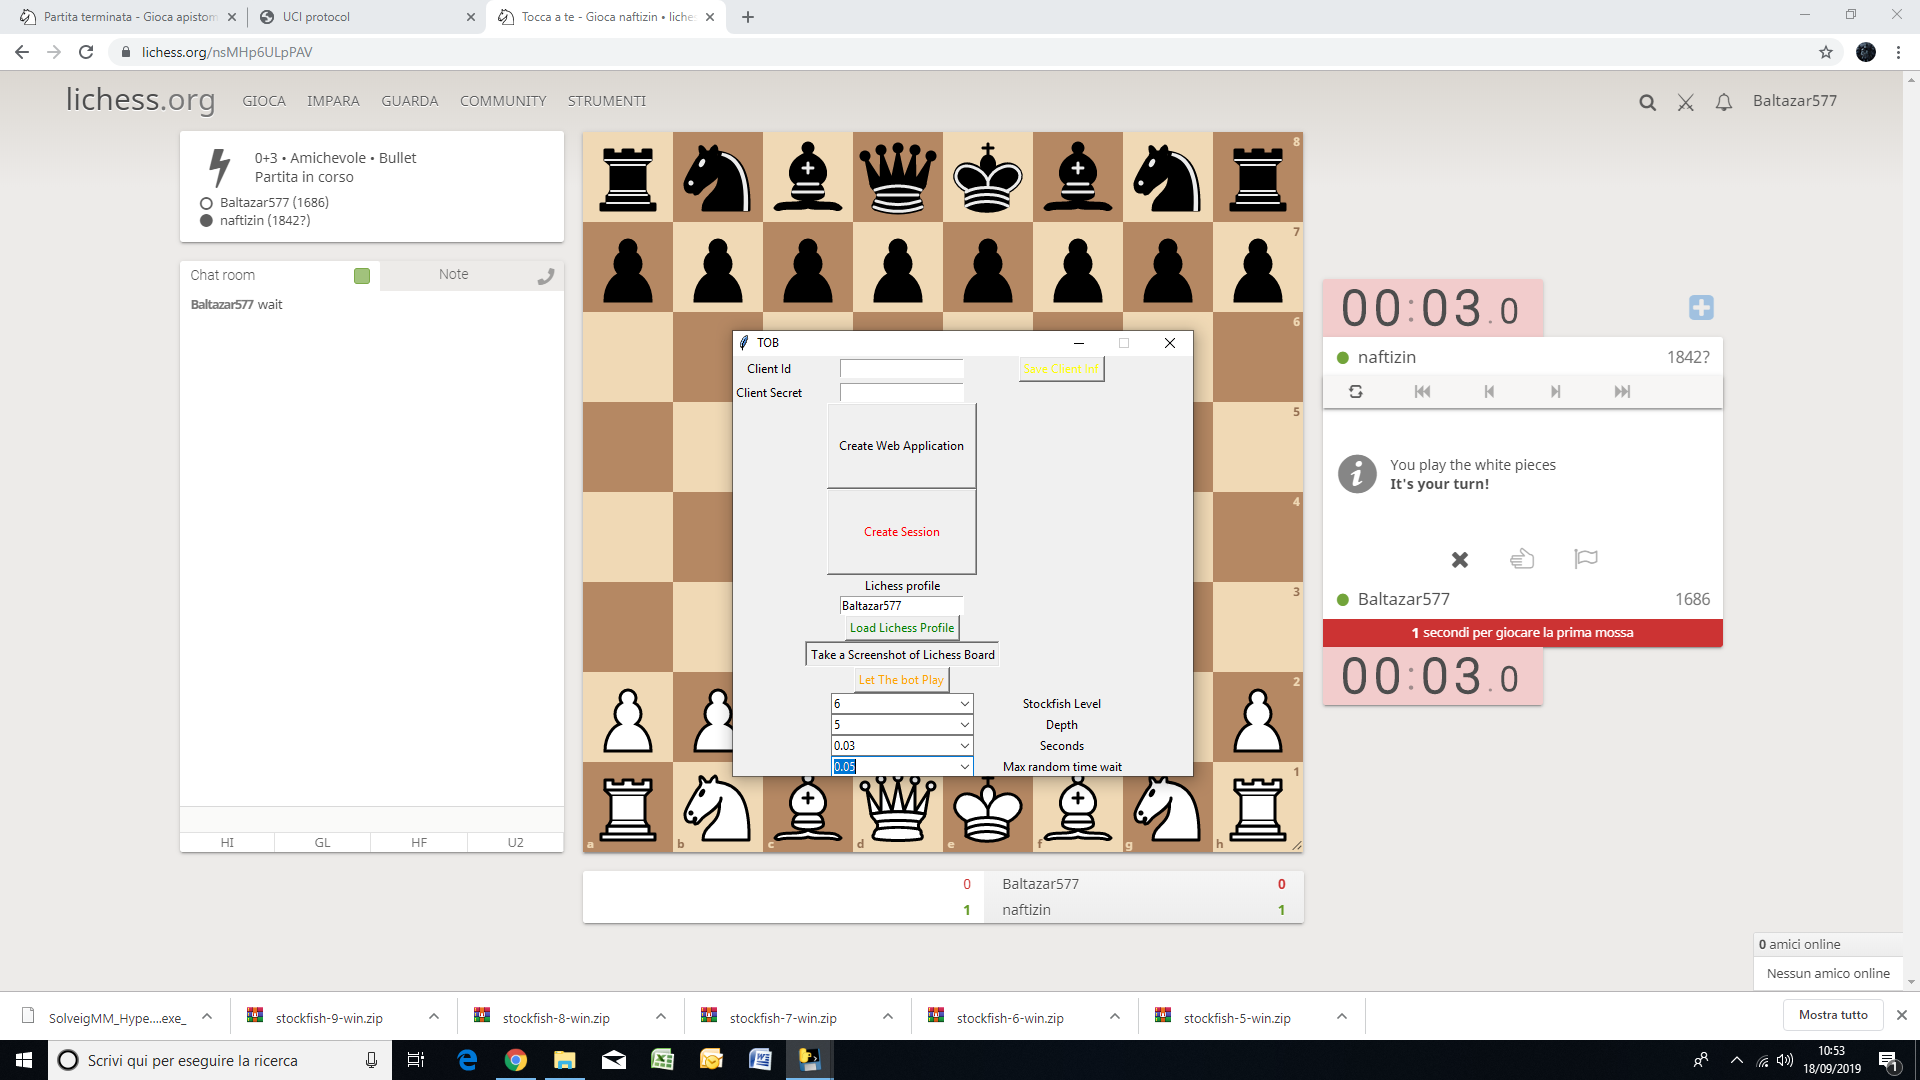 Partita terminata - Gioca apistom
UCI protocol
Tocca a te - Gioca naftizin • liche
lichess.org/nsMHp6ULpPAV
lichess.org
GIOCA
IMPARA
GUARDA
COMMUNITY
STRUMENTI
Baltazar577
0+3 • Amichevole • Bullet
Partita in corso
Baltazar577 (1686)
naftizin (1842?)
Chat room
Note
Baltazar577 wait
HI
GL
HF
U2
8
7
6
5
4
3
2
1
a
b
c
d
e
f
g
h
TOB
Client Id
Save Client Inf
Client Secret
Create Web Application
Create Session
Lichess profile
Baltazar577
Load Lichess Profile
Take a Screenshot of Lichess Board
Let The bot Play
6
Stockfish Level
5
Depth
0.03
Seconds
0.05
Max random time wait
00:03.0
naftizin 1842?
You play the white pieces
It's your turn!
Baltazar577 1686
1 secondi per giocare la prima mossa
00:03.0
0 Baltazar577 0
1 naftizin 1
0 amici online
Nessun amico online
SolveigMM_Hype....exe_
stockfish-9-win.zip
stockfish-8-win.zip
stockfish-7-win.zip
stockfish-6-win.zip
stockfish-5-win.zip
Mostra tutto
Scrivi qui per eseguire la ricerca
10:53
18/09/2019
1